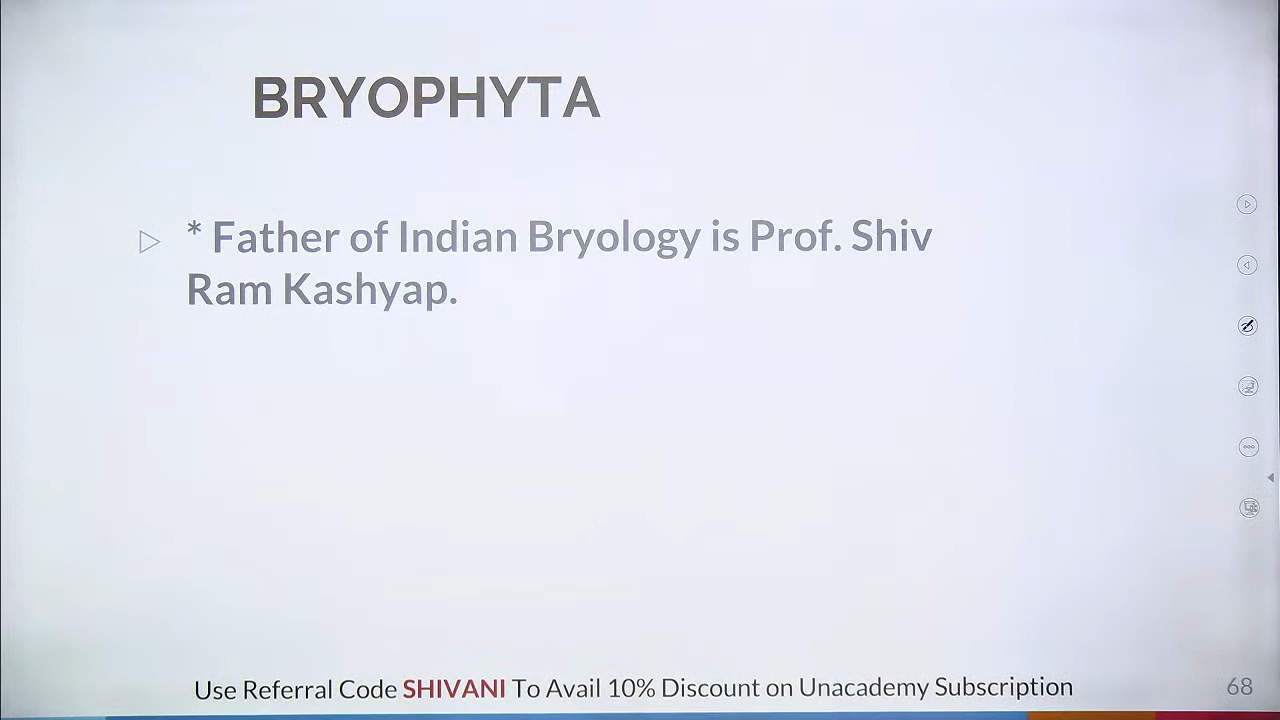 BRYOPHYTA
* Father of Indian Bryology is Prof. Shiv
Ram Kashyap.
Use Referral Code SHIVANI To Avail 10% Discount on Unacademy Subscription
68